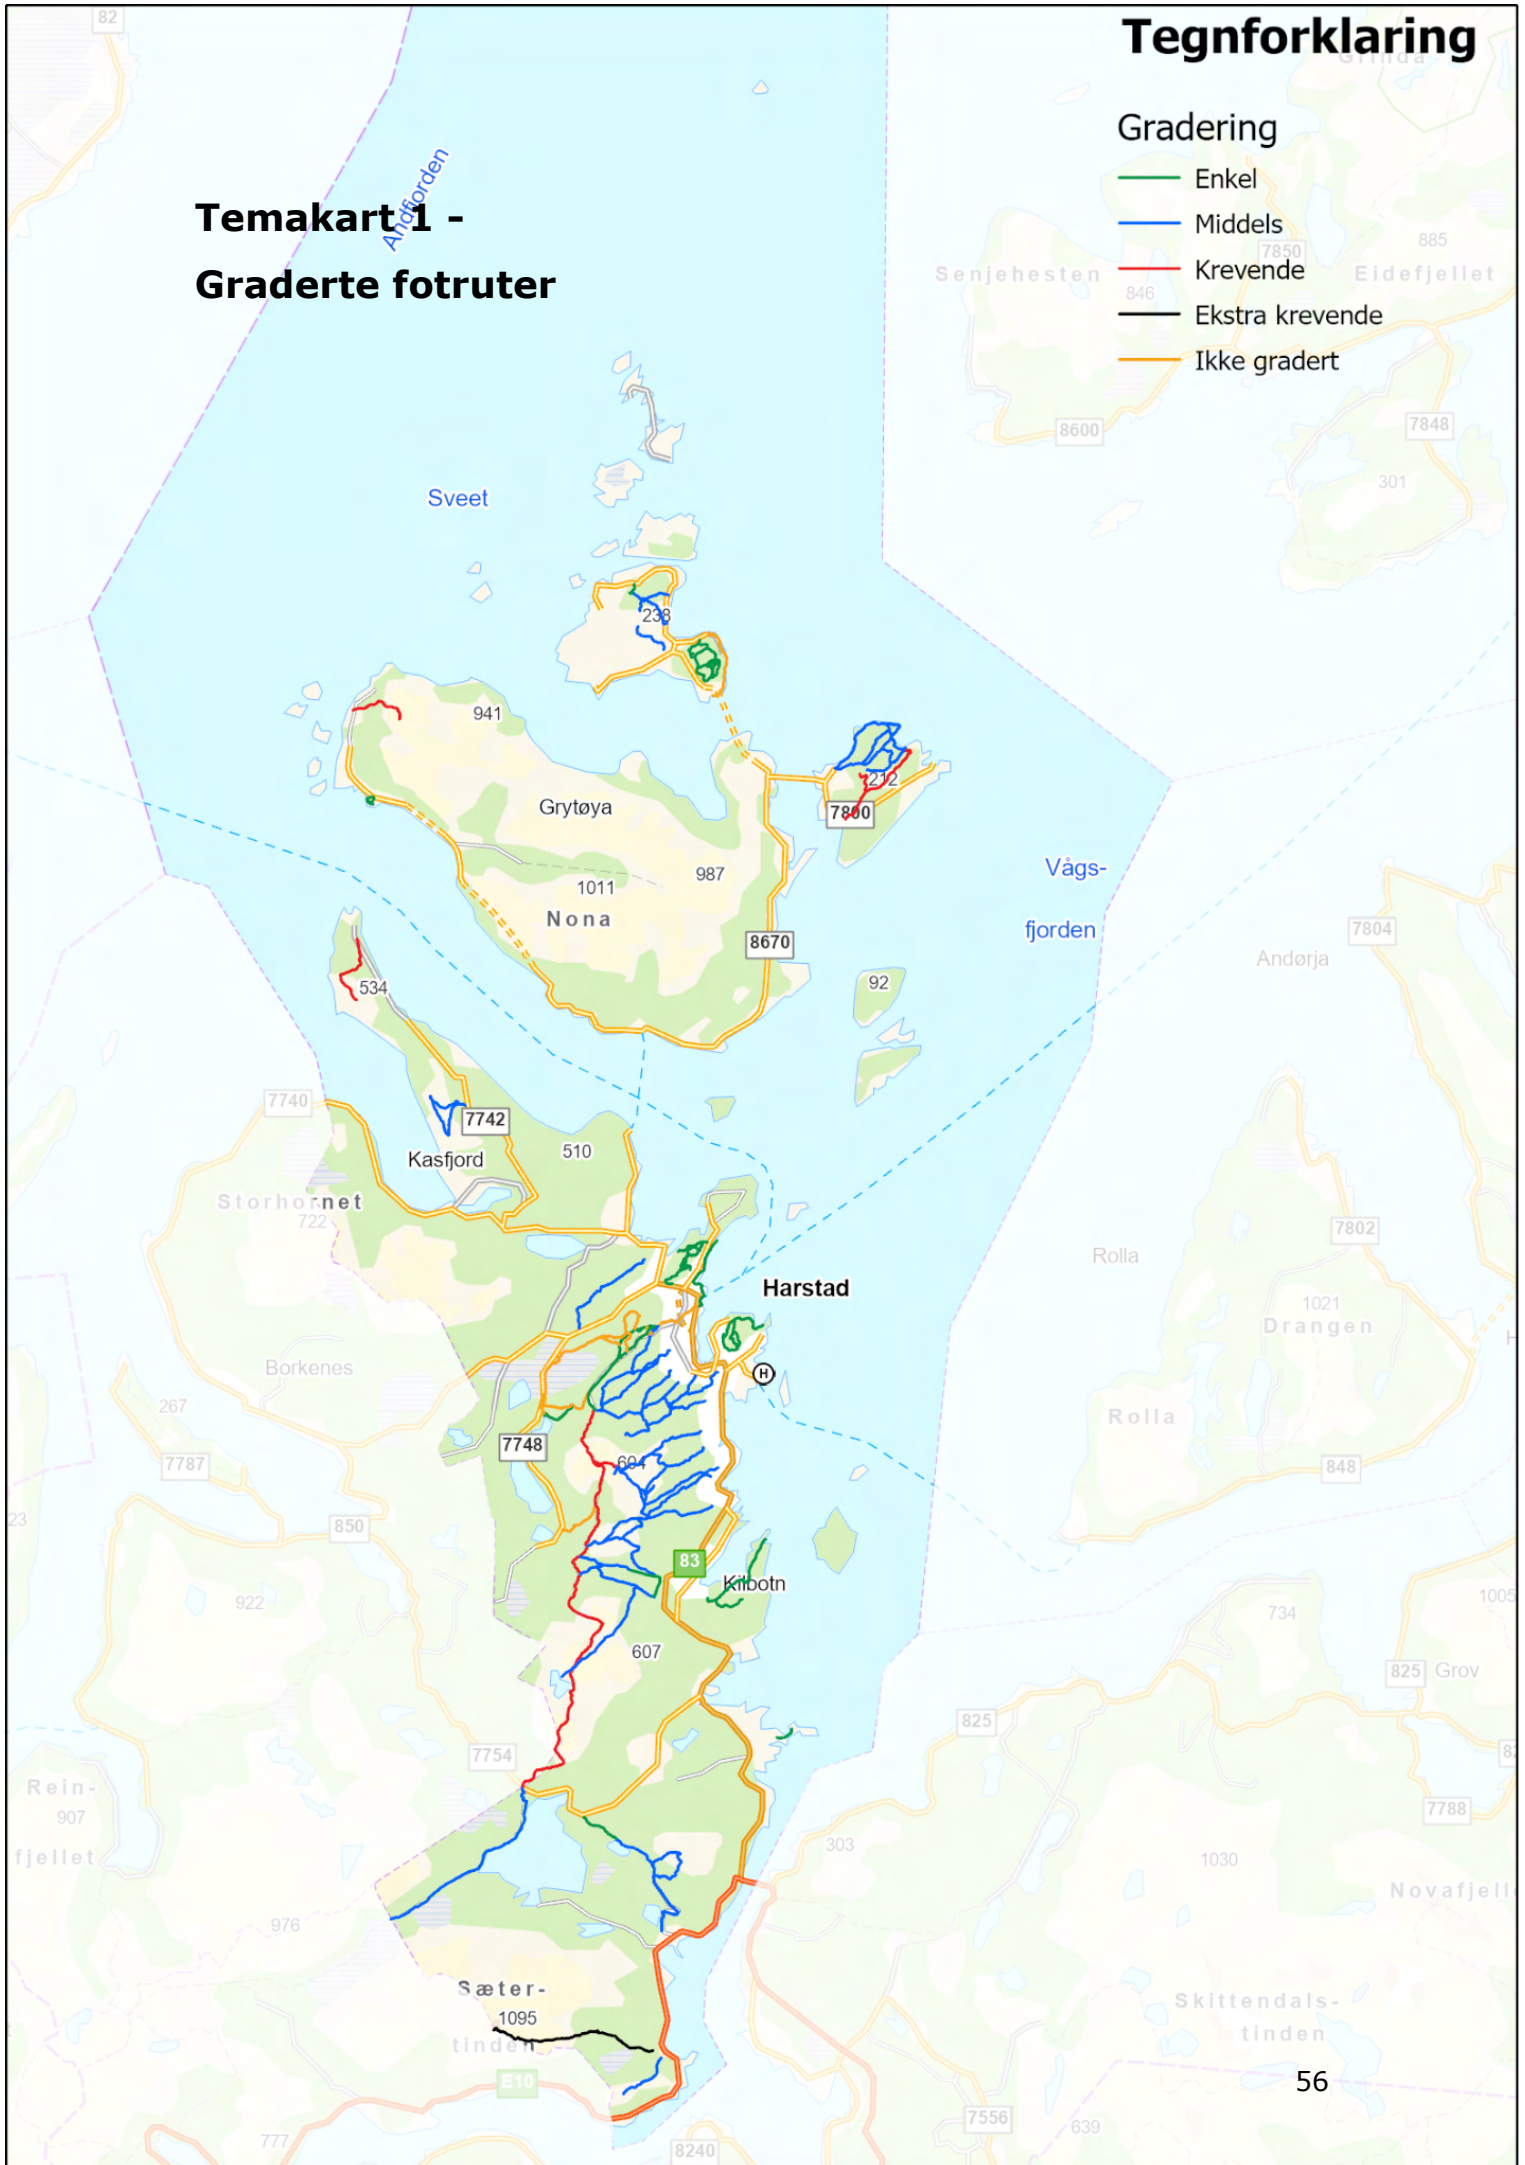 82
Tegnforklaring
Grinda
Gradering
Enkel
Middels
Krevende
Ekstra krevende
Ikke gradert
Andfjorden
Temakart 1 -
Graderte fotruter
Senjehesten
846
7850
885
Eidefjellet
8600
7848
301
Sveet
238
941
Grytøya
212
7800
987
1011
Nona
8670
Vågs-
fjorden
7804
Andørja
534
92
7740
7742
Kasfjord
510
Storhornet
722
7802
Rolla
Harstad
1021
Drangen
H
Borkenes
H
267
Rolla
7748
604
7787
848
850
23
83
Kilbotn
922
734
1005
607
825
Grov
825
7754
82
Rein-
907
fjellet
7788
303
1030
Novafjell
976
Sæter-
1095
tinden
Skittendals-
tinden
E10
56
7556
639
777
8240